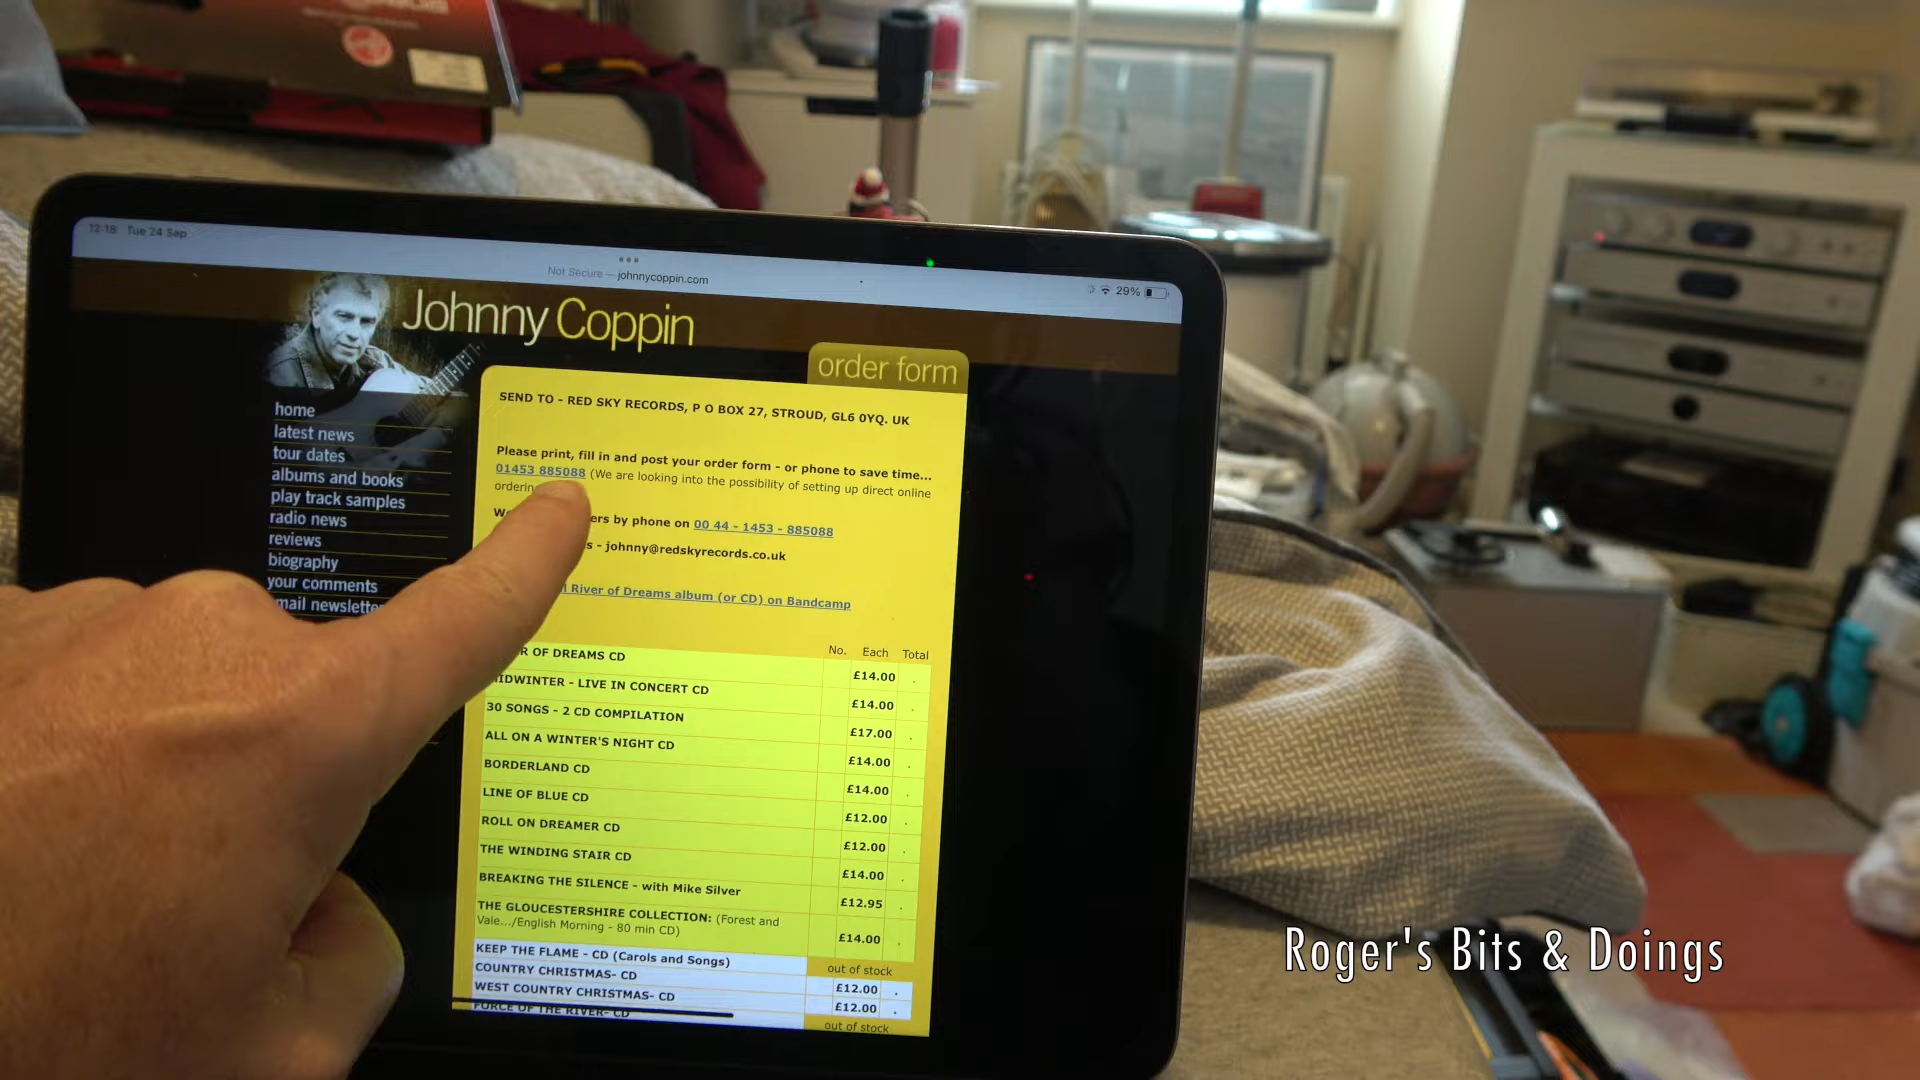 12:18 Tue 24 Sep
Not Secure — johnnycoppin.com
29%
Johnny Coppin
order form
home
latest news
tour dates
albums and books
play track samples
radio news
reviews
biography
your comments
SEND TO - RED SKY RECORDS, P O BOX 27, STROUD, GL6 0YQ. UK
Please print, fill in and post your order form - or phone to save time...
01453 885088 (We are looking into the possibility of setting up direct online
ers by phone on 00 44 - 1453 - 885088
s - johnny@redskyrecords.co.uk
River of Dreams album (or CD) on Bandcamp
No. Each Total
OF DREAMS CD £14.00 .
IDWINTER - LIVE IN CONCERT CD £14.00 .
30 SONGS - 2 CD COMPILATION £17.00 .
ALL ON A WINTER'S NIGHT CD £14.00 .
BORDERLAND CD £14.00 .
LINE OF BLUE CD £12.00 .
ROLL ON DREAMER CD £12.00 .
THE WINDING STAIR CD £14.00 .
BREAKING THE SILENCE - with Mike Silver £12.95 .
THE GLOUCESTERSHIRE COLLECTION: (Forest and
Vale.../English Morning - 80 min CD) £14.00 .
KEEP THE FLAME - CD (Carols and Songs) out of stock
COUNTRY CHRISTMAS- CD £12.00 .
WEST COUNTRY CHRISTMAS- CD £12.00 .
FORCE OF THE RIVER- CD out of stock
Roger's Bits & Doings